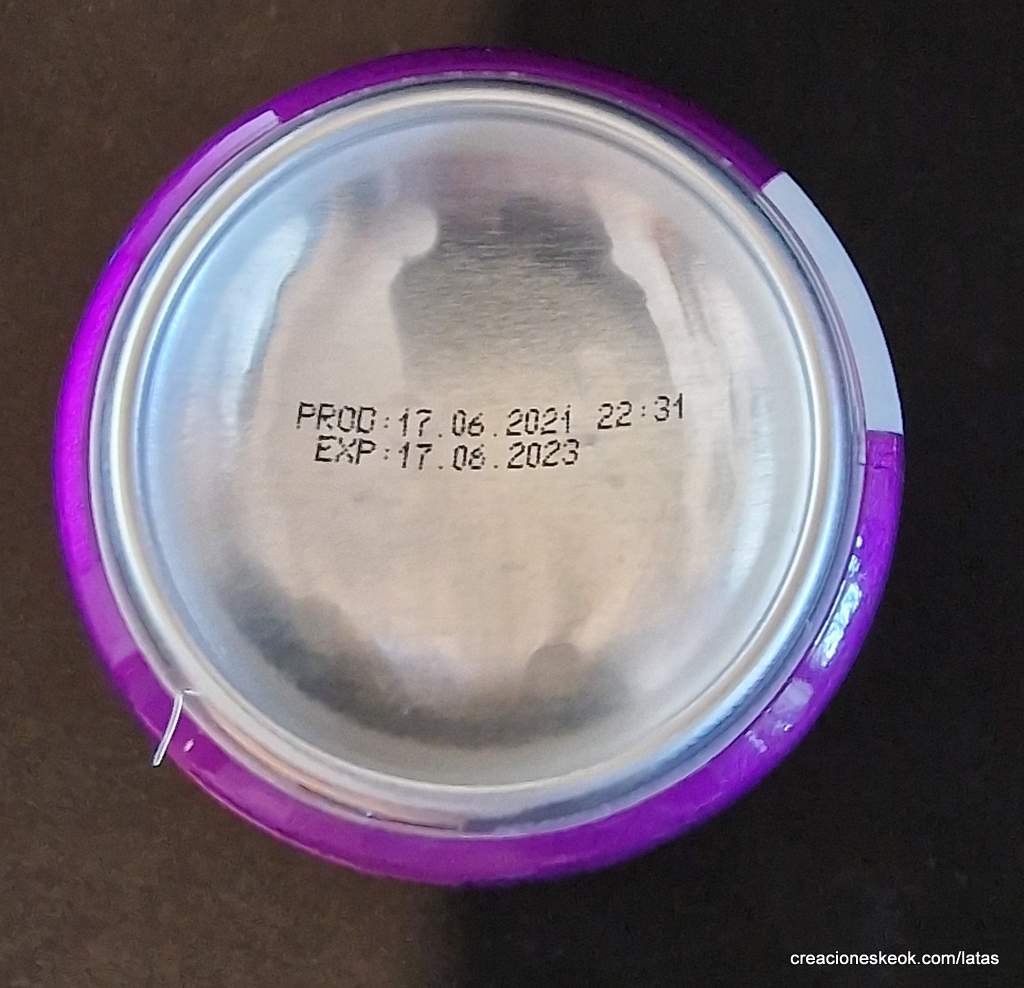 PROD:17.06.2021 22:31
EXP:17.06.2023
creacioneskeok.com/latas